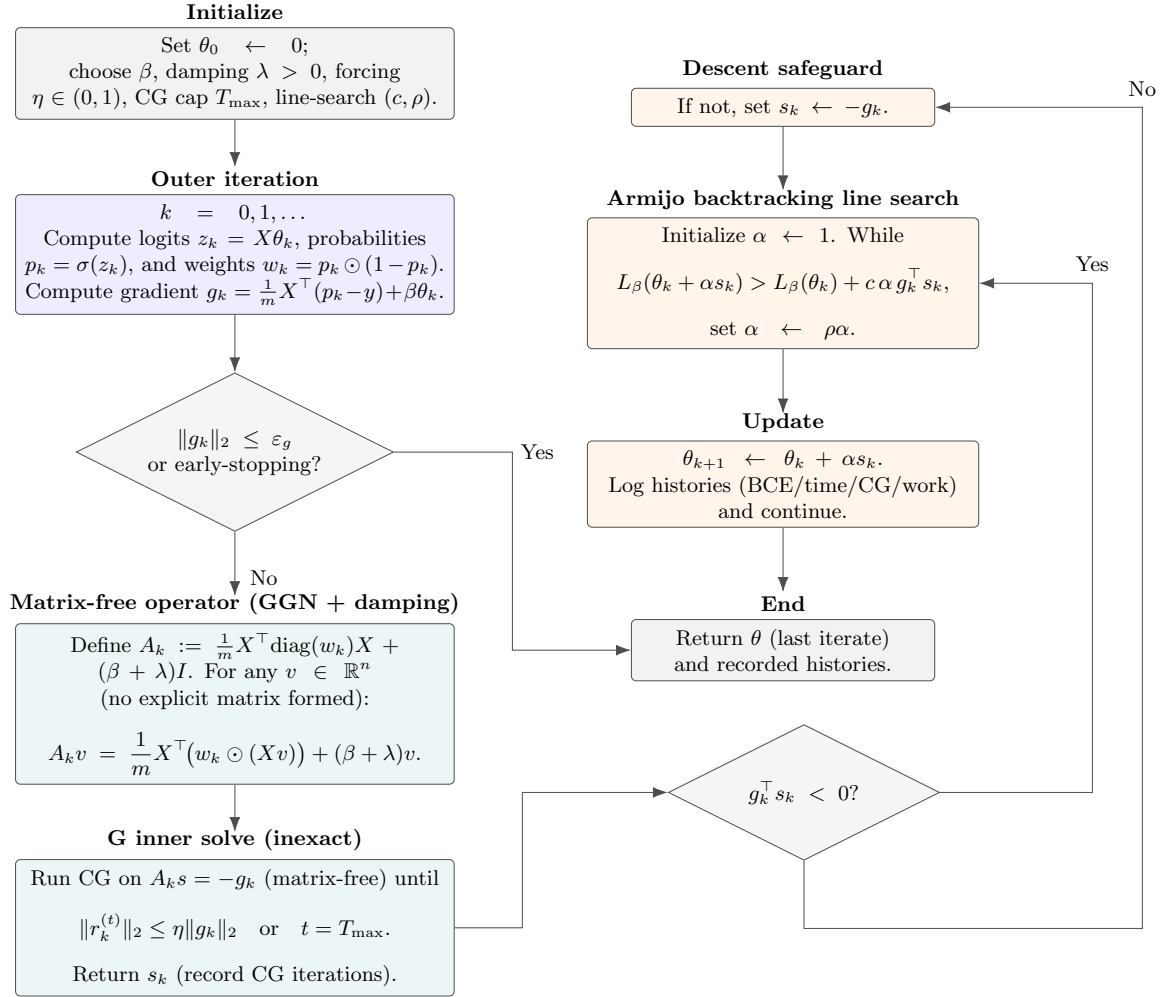 Initialize
Set θ₀ ← 0;
choose β, damping λ > 0, forcing
η ∈ (0, 1), CG cap T_max, line-search (c, ρ).
Outer iteration
k = 0, 1, …
Compute logits z_k = Xθ_k, probabilities
p_k = σ(z_k), and weights w_k = p_k ⊙ (1−p_k).
Compute gradient g_k = 1/m X^⊤(p_k−y)+βθ_k.
‖g_k‖₂ ≤ ε_g
or early-stopping?
Yes
No
Matrix-free operator (GGN + damping)
Define A_k := 1/m X^⊤diag(w_k)X +
(β + λ)I. For any v ∈ ℝ^n
(no explicit matrix formed):
A_k v = 1/m X^⊤(w_k ⊙ (Xv)) + (β + λ)v.
G inner solve (inexact)
Run CG on A_k s = −g_k (matrix-free) until
‖r_k^(t)‖₂ ≤ η‖g_k‖₂ or t = T_max.
Return s_k (record CG iterations).
g_k^⊤ s_k < 0?
Yes
No
Descent safeguard
If not, set s_k ← −g_k.
Armijo backtracking line search
Initialize α ← 1. While
L_β(θ_k + αs_k) > L_β(θ_k) + c α g_k^⊤ s_k,
set α ← ρα.
Update
θ_{k+1} ← θ_k + αs_k.
Log histories (BCE/time/CG/work)
and continue.
End
Return θ (last iterate)
and recorded histories.